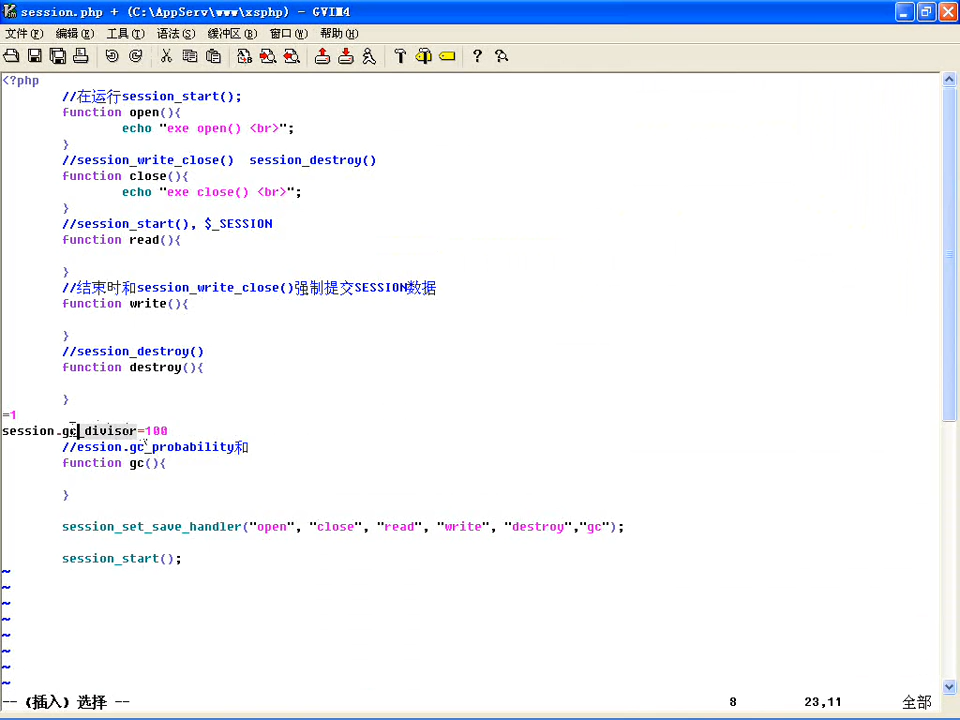 session.php + (C:\AppServ\www\xsphp) - GVIM4
文件(F) 编辑(E) 工具(T) 语法(S) 缓冲区(B) 窗口(W) 帮助(H)
<?php
//在运行session_start();
function open(){
echo "exe open() <br>";
}
//session_write_close() session_destroy()
function close(){
echo "exe close() <br>";
}
//session_start(), $_SESSION
function read(){
}
//结束时和session_write_close()强制提交SESSION数据
function write(){
}
//session_destroy()
function destroy(){
}
=1
session.gc_divisor=100
//ession.gc_probability和
function gc(){
}
session_set_save_handler("open", "close", "read", "write", "destroy","gc");
session_start();
~
~
~
~
~
~
~
~
-- (插入) 选择 -- 8 23,11 全部